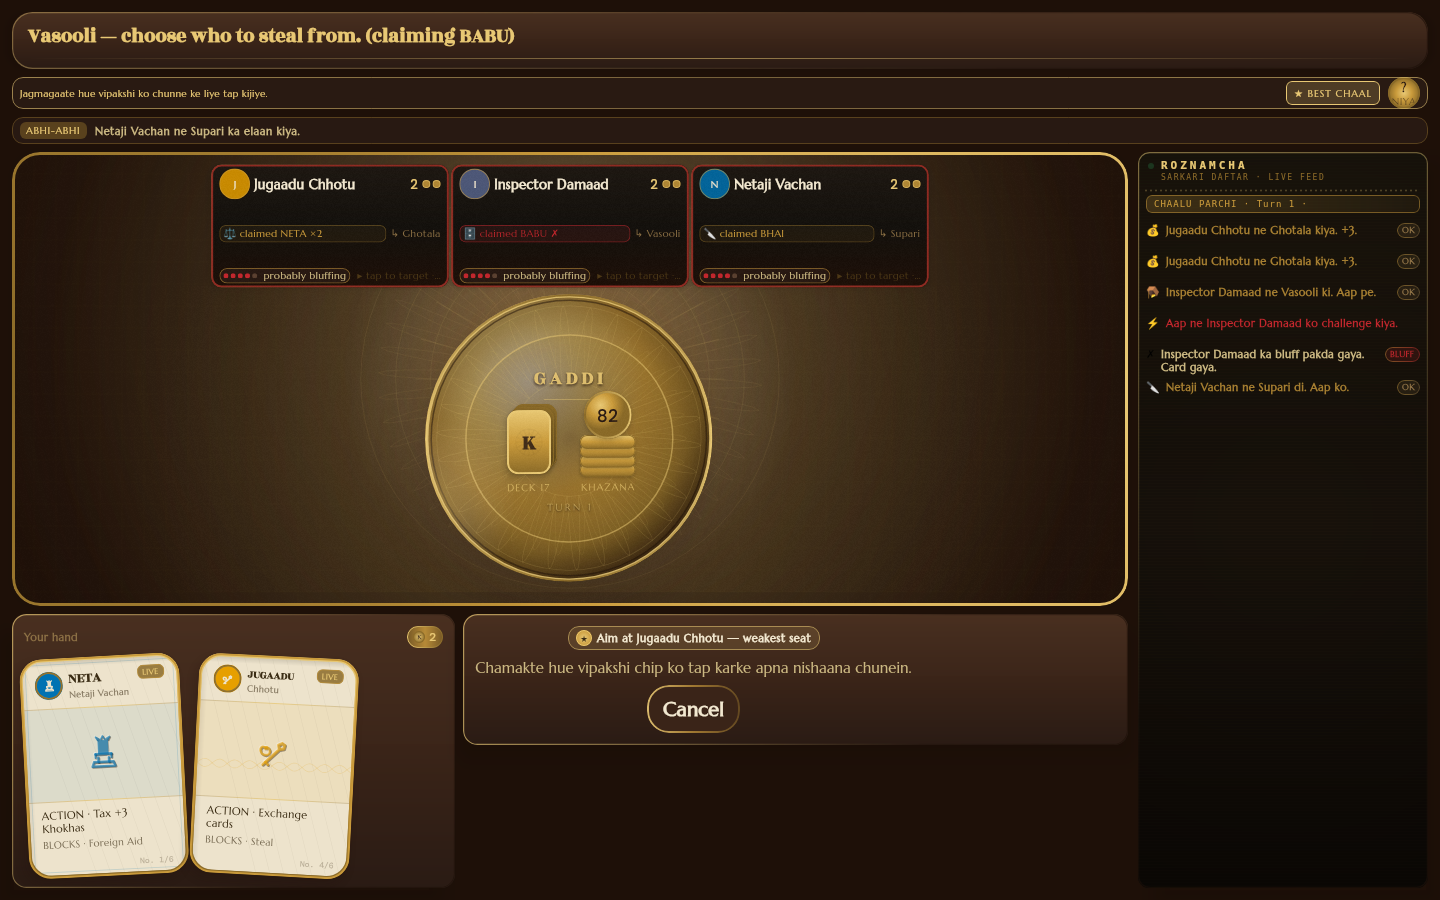 Vasooli — choose who to steal from. (claiming BABU)
Jagmagaate hue vipakshi ko chunne ke liye tap kijiye.
★ BEST CHAAL
?
ABHI-ABHI Netaji Vachan ne Supari ka elaan kiya.
J Jugaadu Chhotu 2
claimed NETA ×2 ↳ Ghotala
probably bluffing
I Inspector Damaad 2
claimed BABU ✗ ↳ Vasooli
probably bluffing ▸ tap to target
N Netaji Vachan 2
claimed BHAI ↳ Supari
probably bluffing ▸ tap to target
GADDI
K
82
DECK 17 KHAZANA
TURN 1
ROZNAMCHA
SARKARI DAFTAR · LIVE FEED
CHAALU PARCHI · Turn 1 ·
Jugaadu Chhotu ne Ghotala kiya. +3. OK
Jugaadu Chhotu ne Ghotala kiya. +3. OK
Inspector Damaad ne Vasooli ki. Aap pe. OK
Aap ne Inspector Damaad ko challenge kiya.
Inspector Damaad ka bluff pakda gaya. BLUFF
Card gaya.
Netaji Vachan ne Supari di. Aap ko. OK
Your hand
K 2
NETA LIVE
Netaji Vachan
ACTION · Tax +3
Khokhas
BLOCKS · Foreign Aid
No. 1/6
JUGAADU LIVE
Chhotu
ACTION · Exchange
cards
BLOCKS · Steal
No. 4/6
★ Aim at Jugaadu Chhotu — weakest seat
Chamakte hue vipakshi chip ko tap karke apna nishaana chunein.
Cancel